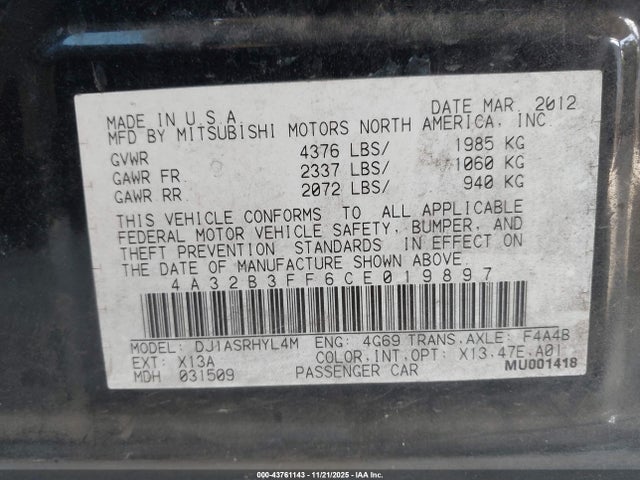 MADE IN U.S.A. DATE MAR. 2012
MFD BY MITSUBISHI MOTORS NORTH AMERICA, INC
GVWR 4376 LBS/ 1985 KG
GAWR FR. 2337 LBS/ 1060 KG
GAWR RR 2072 LBS/ 940 KG
THIS VEHICLE CONFORMS TO ALL APPLICABLE
FEDERAL MOTOR VEHICLE SAFETY, BUMPER, AND
THEFT PREVENTION STANDARDS IN EFFECT ON
THE DATE OF MANUFACTURE SHOWN ABOVE.
4A32B3FF6CE019897
MODEL: DJ1ASRHYL4M ENG: 4G69 TRANS.AXLE: F4A4B
EXT: X13A COLOR.INT.OPT: X13.47E.A01
MDH 031509 PASSENGER CAR MU001418
000-43761143 - 11/21/2025 - IAA Inc.